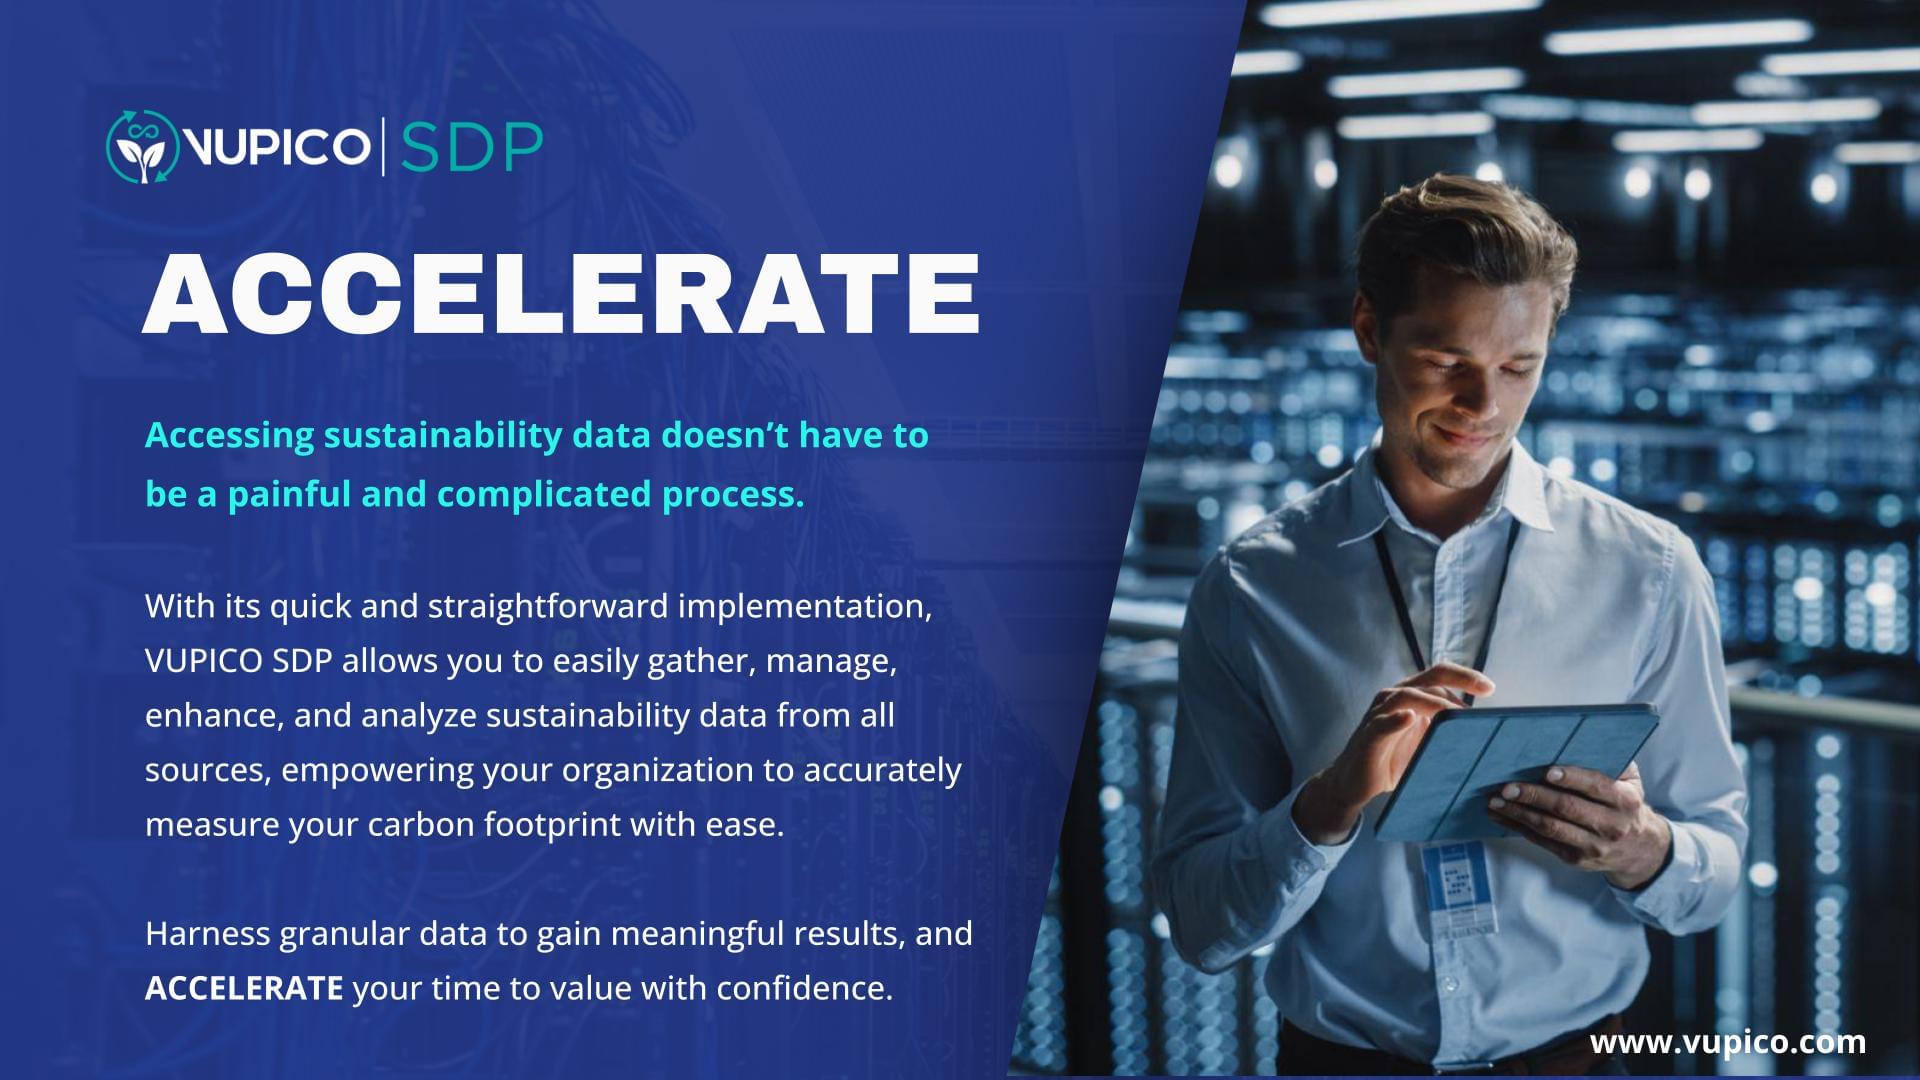 VUPICO | SDP
ACCELERATE
Accessing sustainability data doesn’t have to
be a painful and complicated process.
With its quick and straightforward implementation,
VUPICO SDP allows you to easily gather, manage,
enhance, and analyze sustainability data from all
sources, empowering your organization to accurately
measure your carbon footprint with ease.
Harness granular data to gain meaningful results, and
ACCELERATE your time to value with confidence.
www.vupico.com